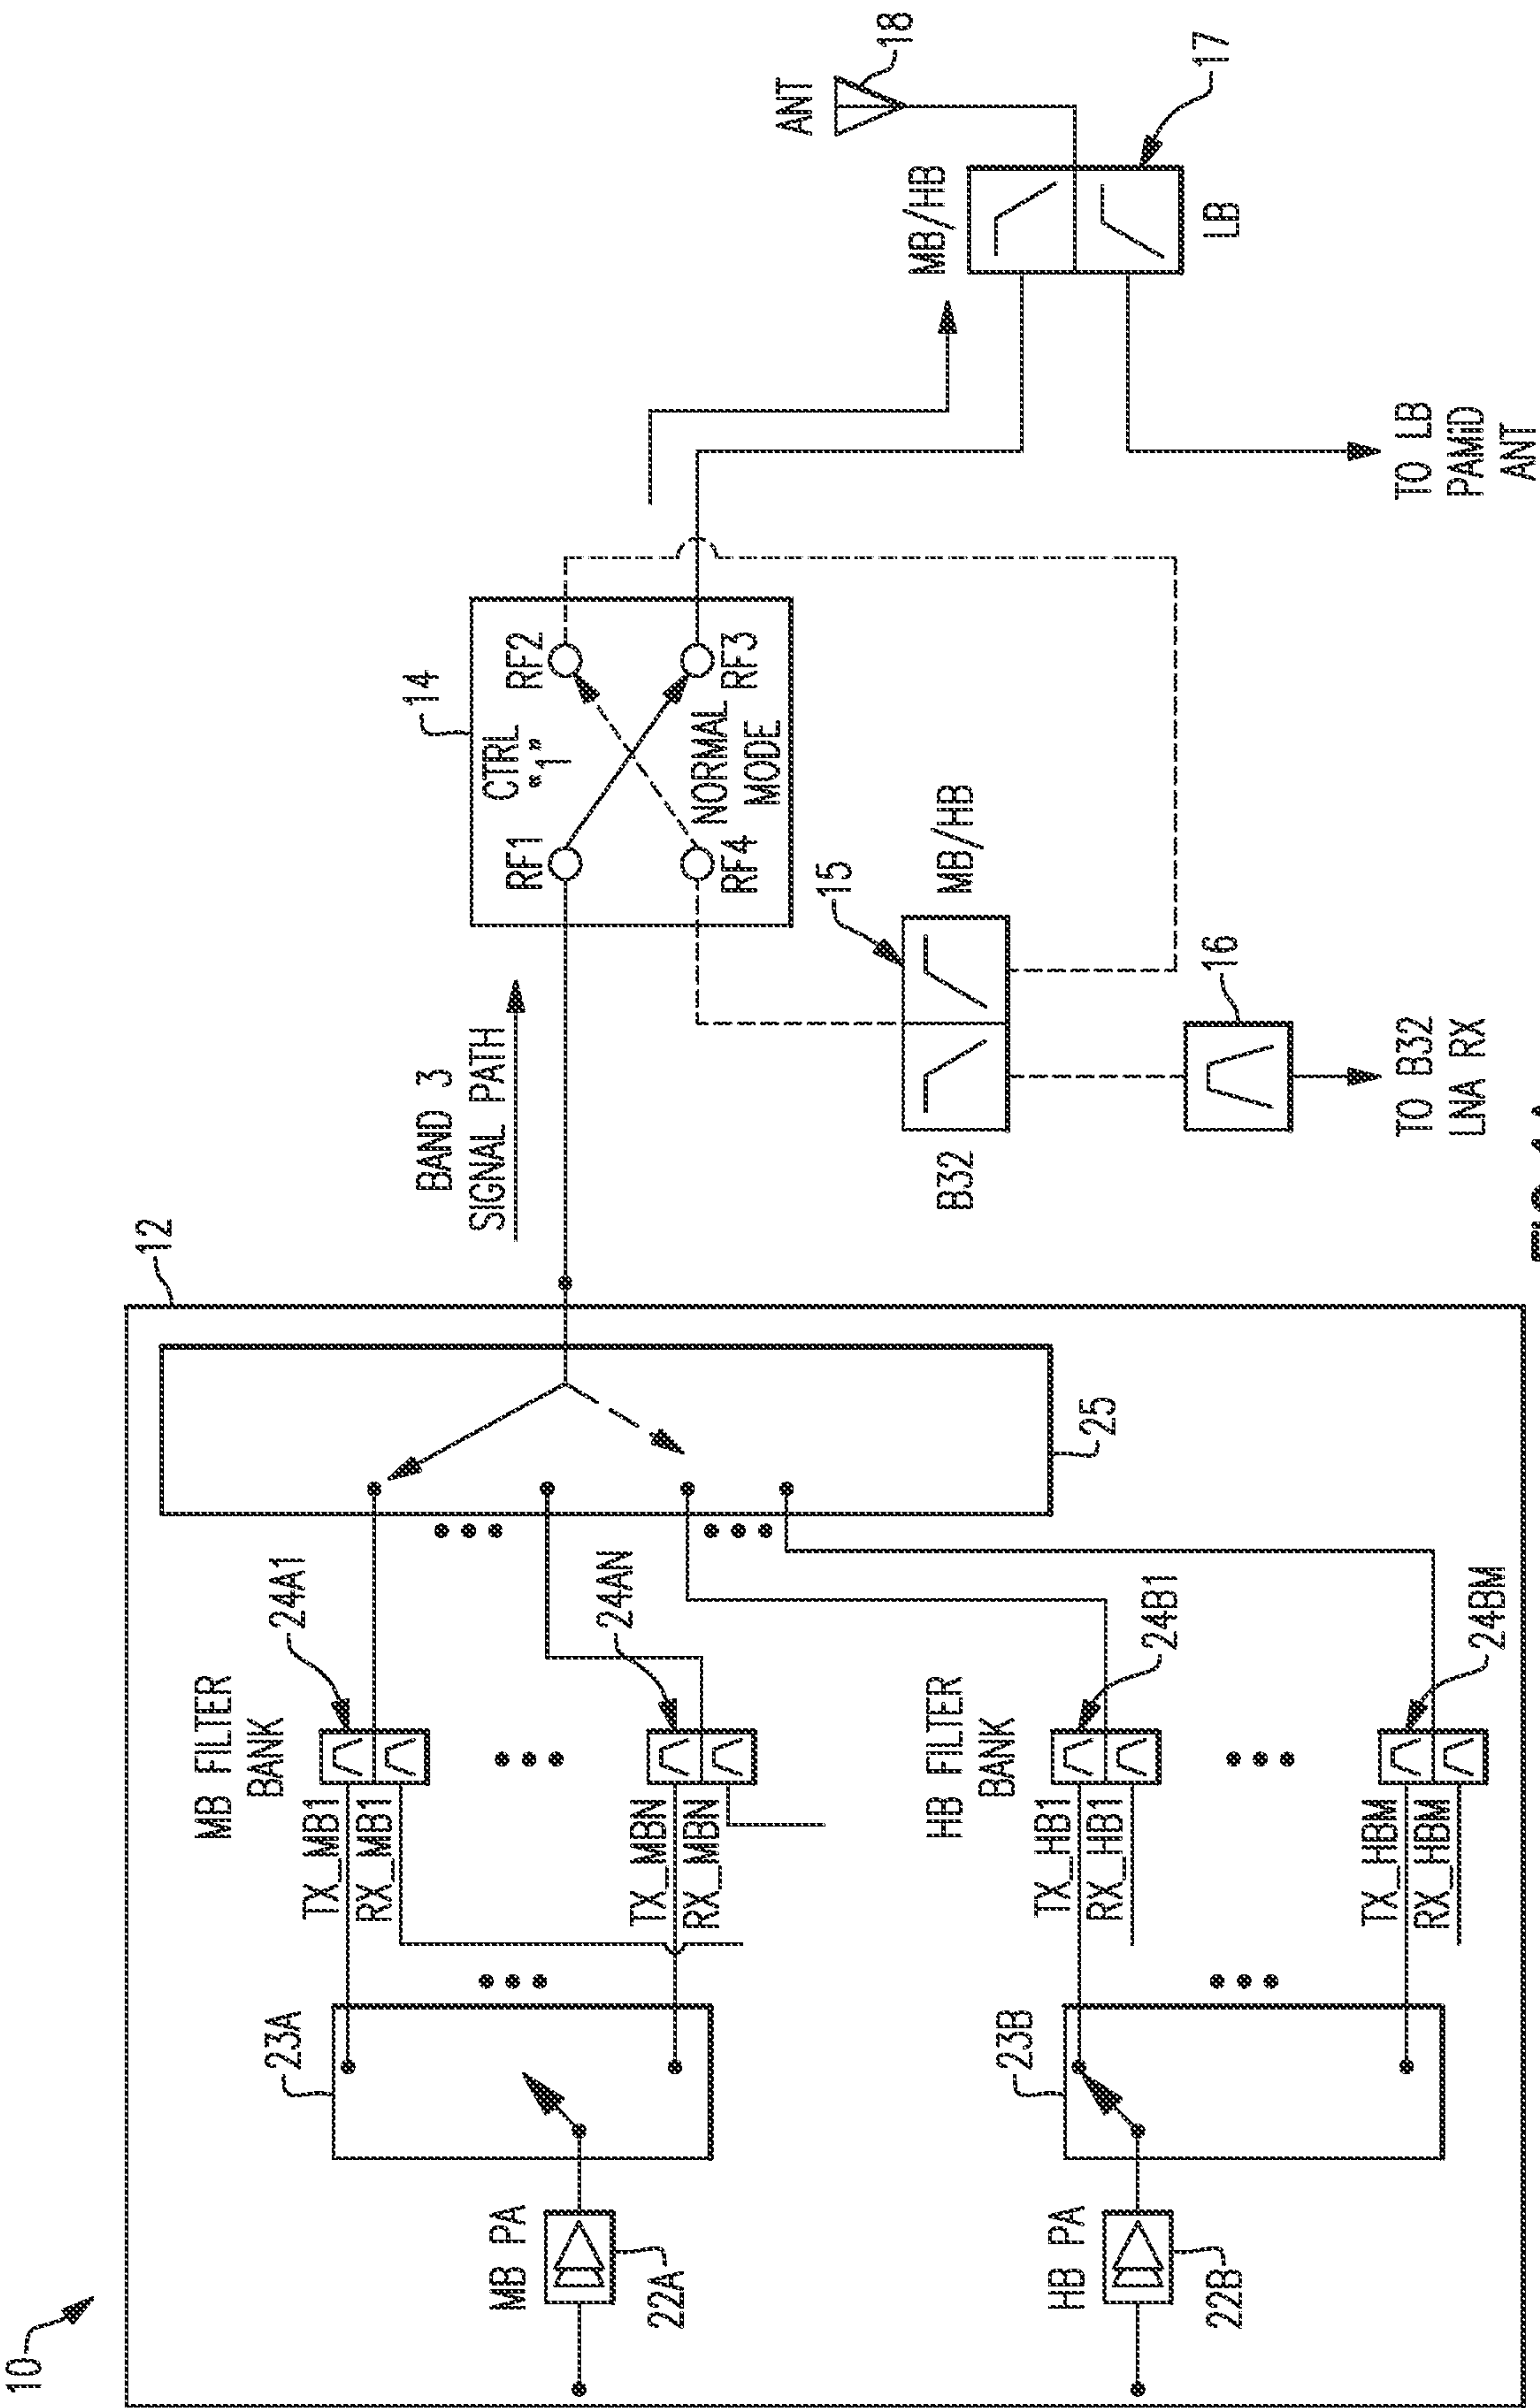 10
12
MB PA
22A
HB PA
22B
23A
23B
MB FILTER
BANK
24A1
TX_MB1
RX_MB1
24AN
TX_MBN
RX_MBN
HB FILTER
BANK
24B1
TX_HB1
RX_HB1
24BM
TX_HBM
RX_HBM
25
BAND 3
SIGNAL PATH
14
CTRL
"1"
RF1
RF2
RF4
RF3
NORMAL
MODE
15
B32
MB/HB
16
TO B32
LNA RX
ANT
18
MB/HB
17
LB
TO LB
PAMiD
ANT